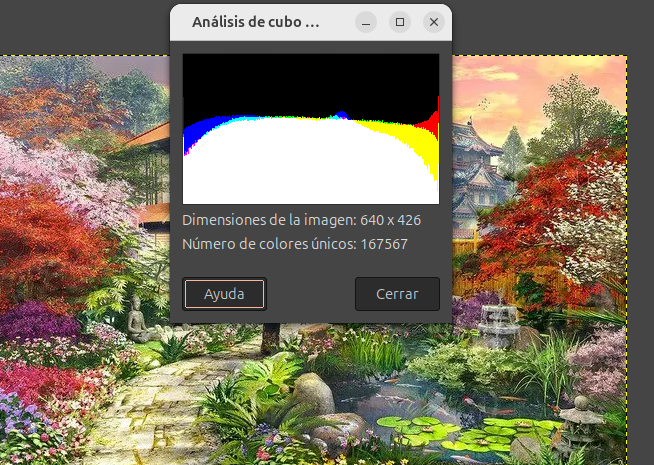 Análisis de cubo ...
Dimensiones de la imagen: 640 x 426
Número de colores únicos: 167567
Ayuda
Cerrar